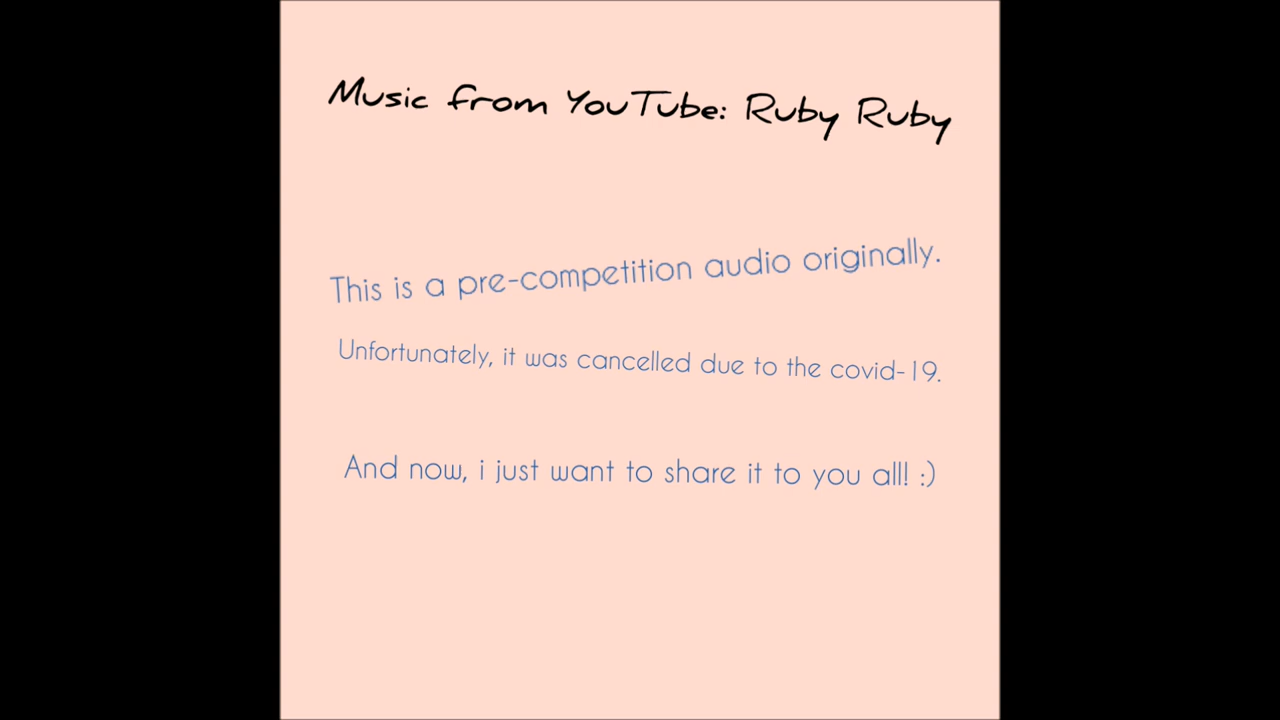 Music from YouTube: Ruby Ruby
This is a pre-competition audio originally.
Unfortunately, it was cancelled due to the covid-19.
And now, i just want to share it to you all! :)